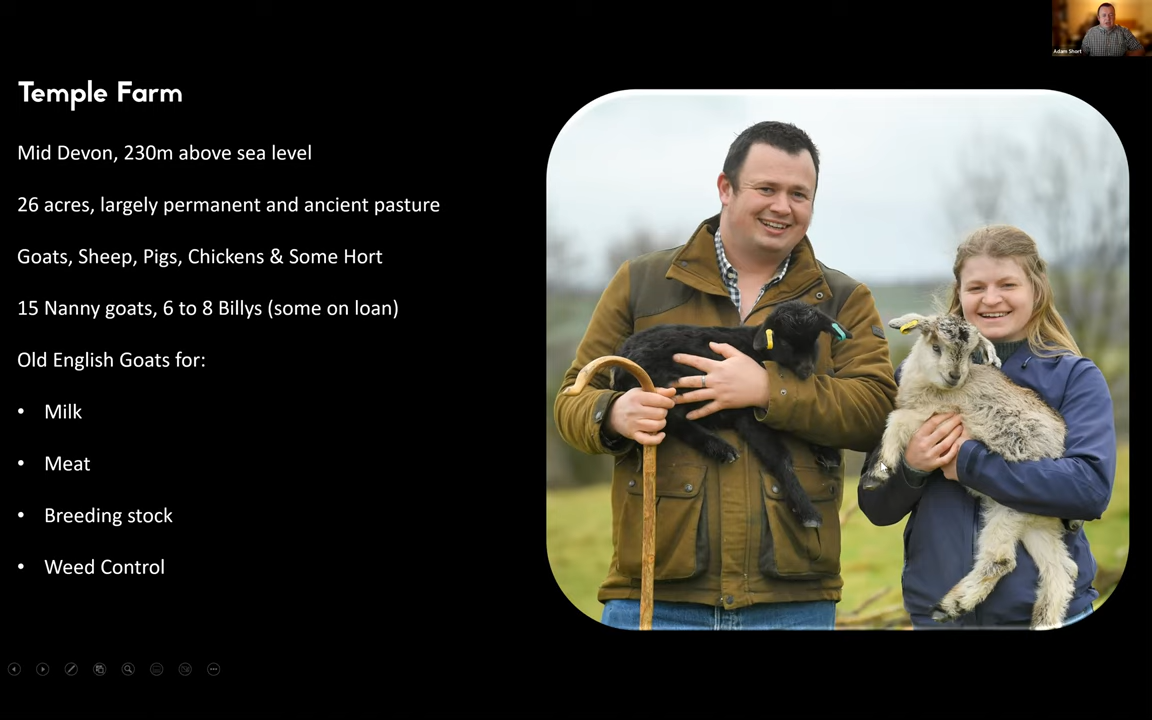 Adam Short
Temple Farm
Mid Devon, 230m above sea level
26 acres, largely permanent and ancient pasture
Goats, Sheep, Pigs, Chickens & Some Hort
15 Nanny goats, 6 to 8 Billys (some on loan)
Old English Goats for:
• Milk
• Meat
• Breeding stock
• Weed Control